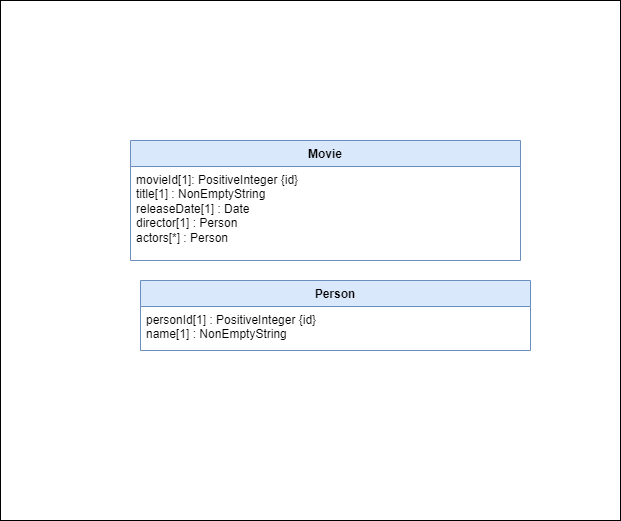 Movie
movieId[1]: PositiveInteger {id}
title[1] : NonEmptyString
releaseDate[1] : Date
director[1] : Person
actors[*] : Person
Person
personId[1] : PositiveInteger {id}
name[1] : NonEmptyString